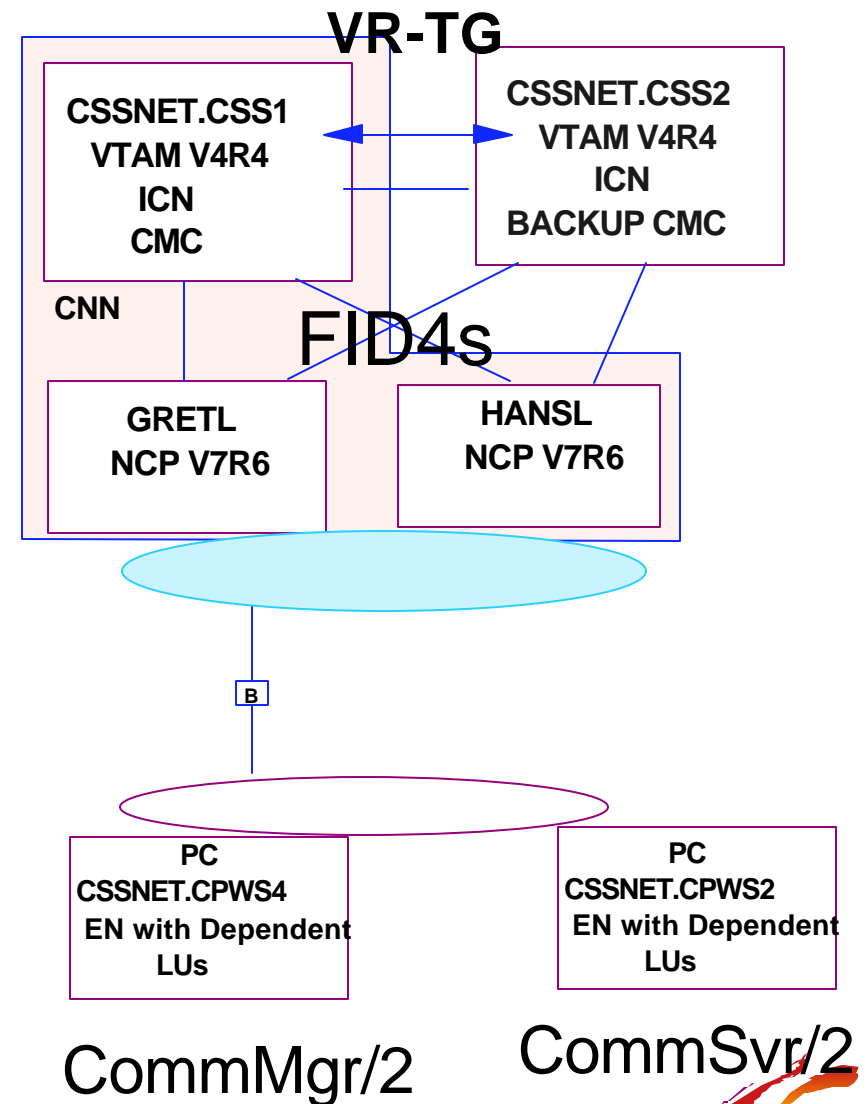 VR-TG
CSSNET.CSS1
VTAM V4R4
ICN
CMC
CSSNET.CSS2
VTAM V4R4
ICN
BACKUP CMC
CNN
FID4s
GRETL
NCP V7R6
HANSL
NCP V7R6
B
PC
CSSNET.CPWS4
EN with Dependent
LUs
PC
CSSNET.CPWS2
EN with Dependent
LUs
CommMgr/2
CommSvr/2